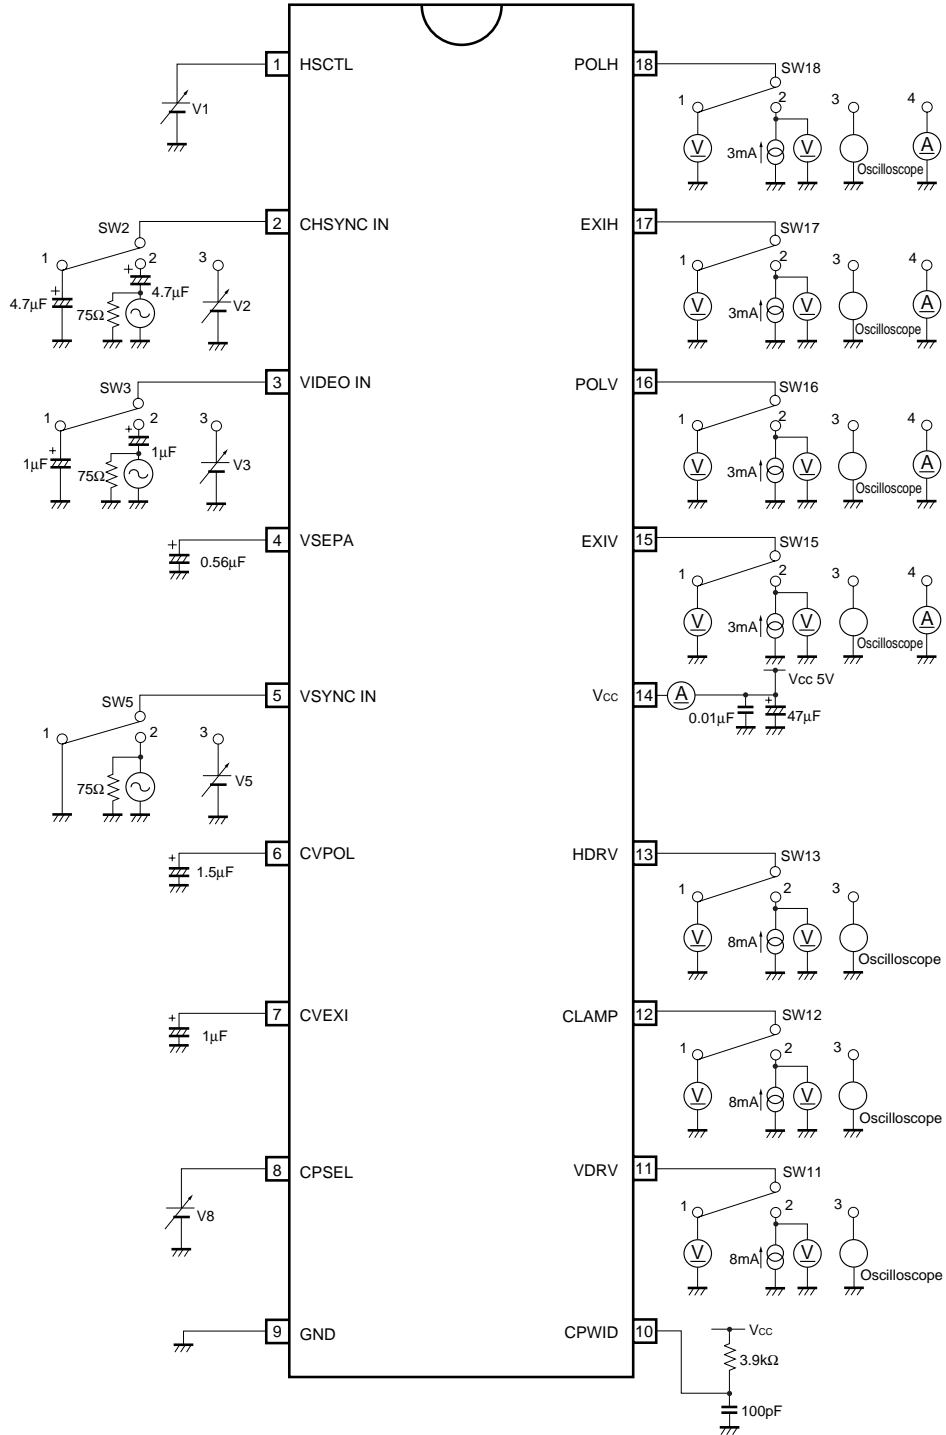 1 HSCTL
V1
SW2
2 CHSYNC IN
1
2
3
+
+
4.7µF
4.7µF
75Ω
V2
SW3
3 VIDEO IN
1
2
3
+
+
1µF
1µF
75Ω
V3
4 VSEPA
+
0.56µF
SW5
5 VSYNC IN
1
2
3
75Ω
V5
6 CVPOL
+
1.5µF
7 CVEXI
+
1µF
8 CPSEL
V8
9 GND
POLH 18
SW18
1
2
3
4
V
3mA
V
Oscilloscope
A
EXIH 17
SW17
1
2
3
4
V
3mA
V
Oscilloscope
A
POLV 16
SW16
1
2
3
4
V
3mA
V
Oscilloscope
A
EXIV 15
SW15
1
2
3
4
V
3mA
V
Oscilloscope
A
Vcc 14
A
Vcc 5V
0.01µF
+
47µF
HDRV 13
SW13
1
2
3
V
8mA
V
Oscilloscope
CLAMP 12
SW12
1
2
3
V
8mA
V
Oscilloscope
VDRV 11
SW11
1
2
3
V
8mA
V
Oscilloscope
CPWID 10
Vcc
3.9kΩ
100pF